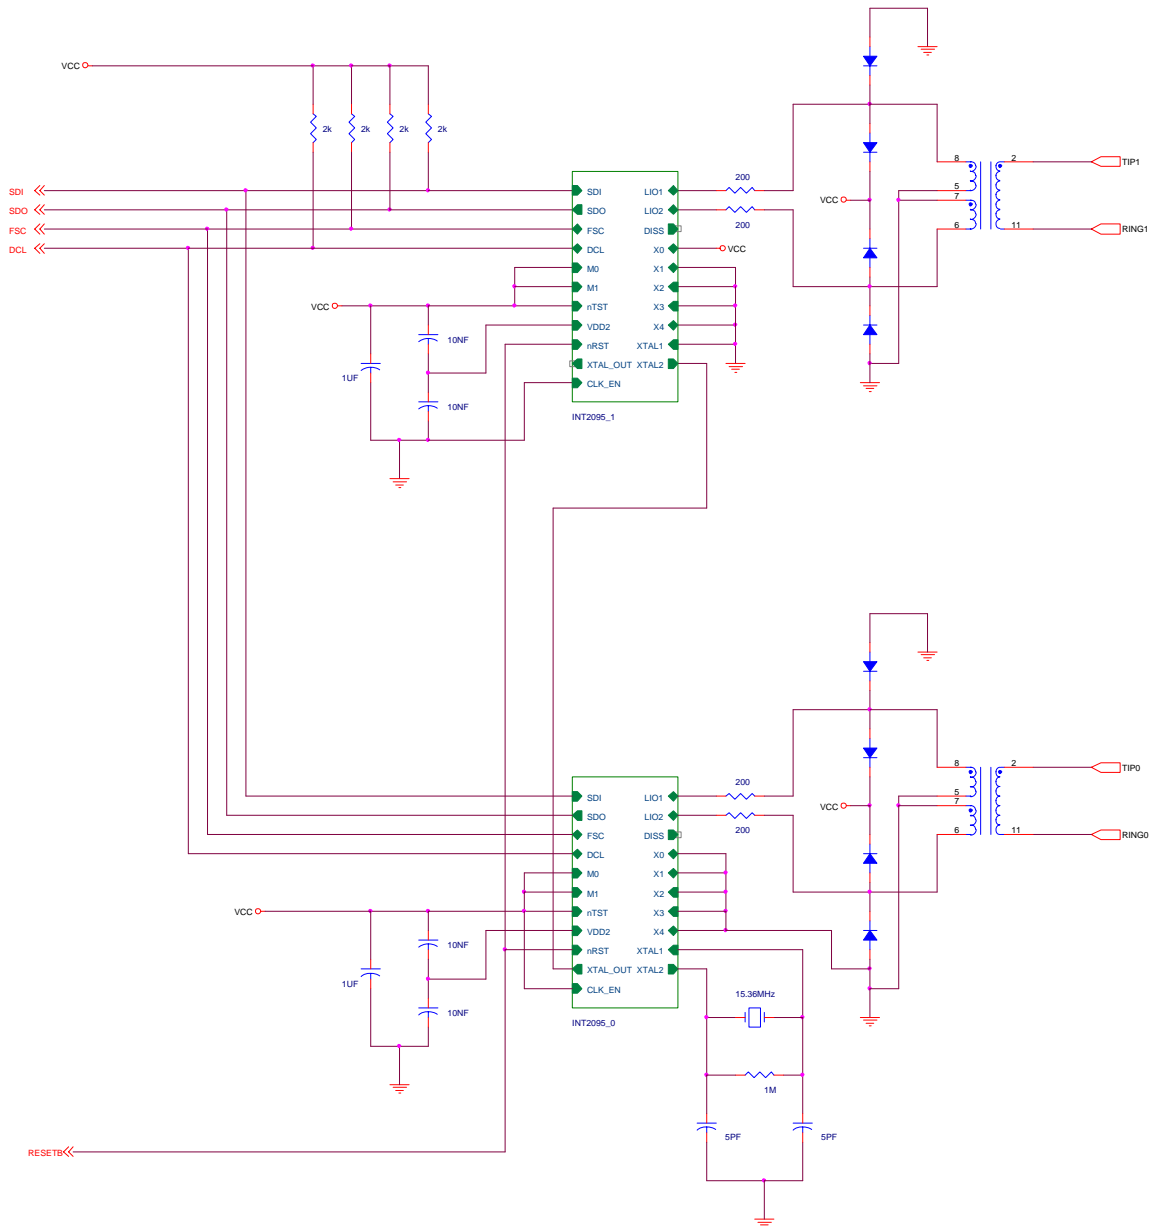 VCC
2k 2k 2k 2k
8 2 TIP1
SDI SDI LIO1 200 5
SDO SDO LIO2 200 VCC 7
FSC FSC DISS 6 11 RING1
DCL DCL X0 VCC
M0 X1
M1 X2
VCC nTST X3
VDD2 X4
10NF nRST XTAL1
1UF XTAL_OUT XTAL2
10NF CLK_EN
INT2095_1
8 2 TIP0
SDI LIO1 200 5
SDO LIO2 200 VCC 7
FSC DISS 6 11 RING0
DCL X0
M0 X1
M1 X2
VCC nTST X3
VDD2 X4
10NF nRST XTAL1
1UF XTAL_OUT XTAL2
10NF CLK_EN 15.36MHz
INT2095_0
1M
5PF 5PF
RESETB